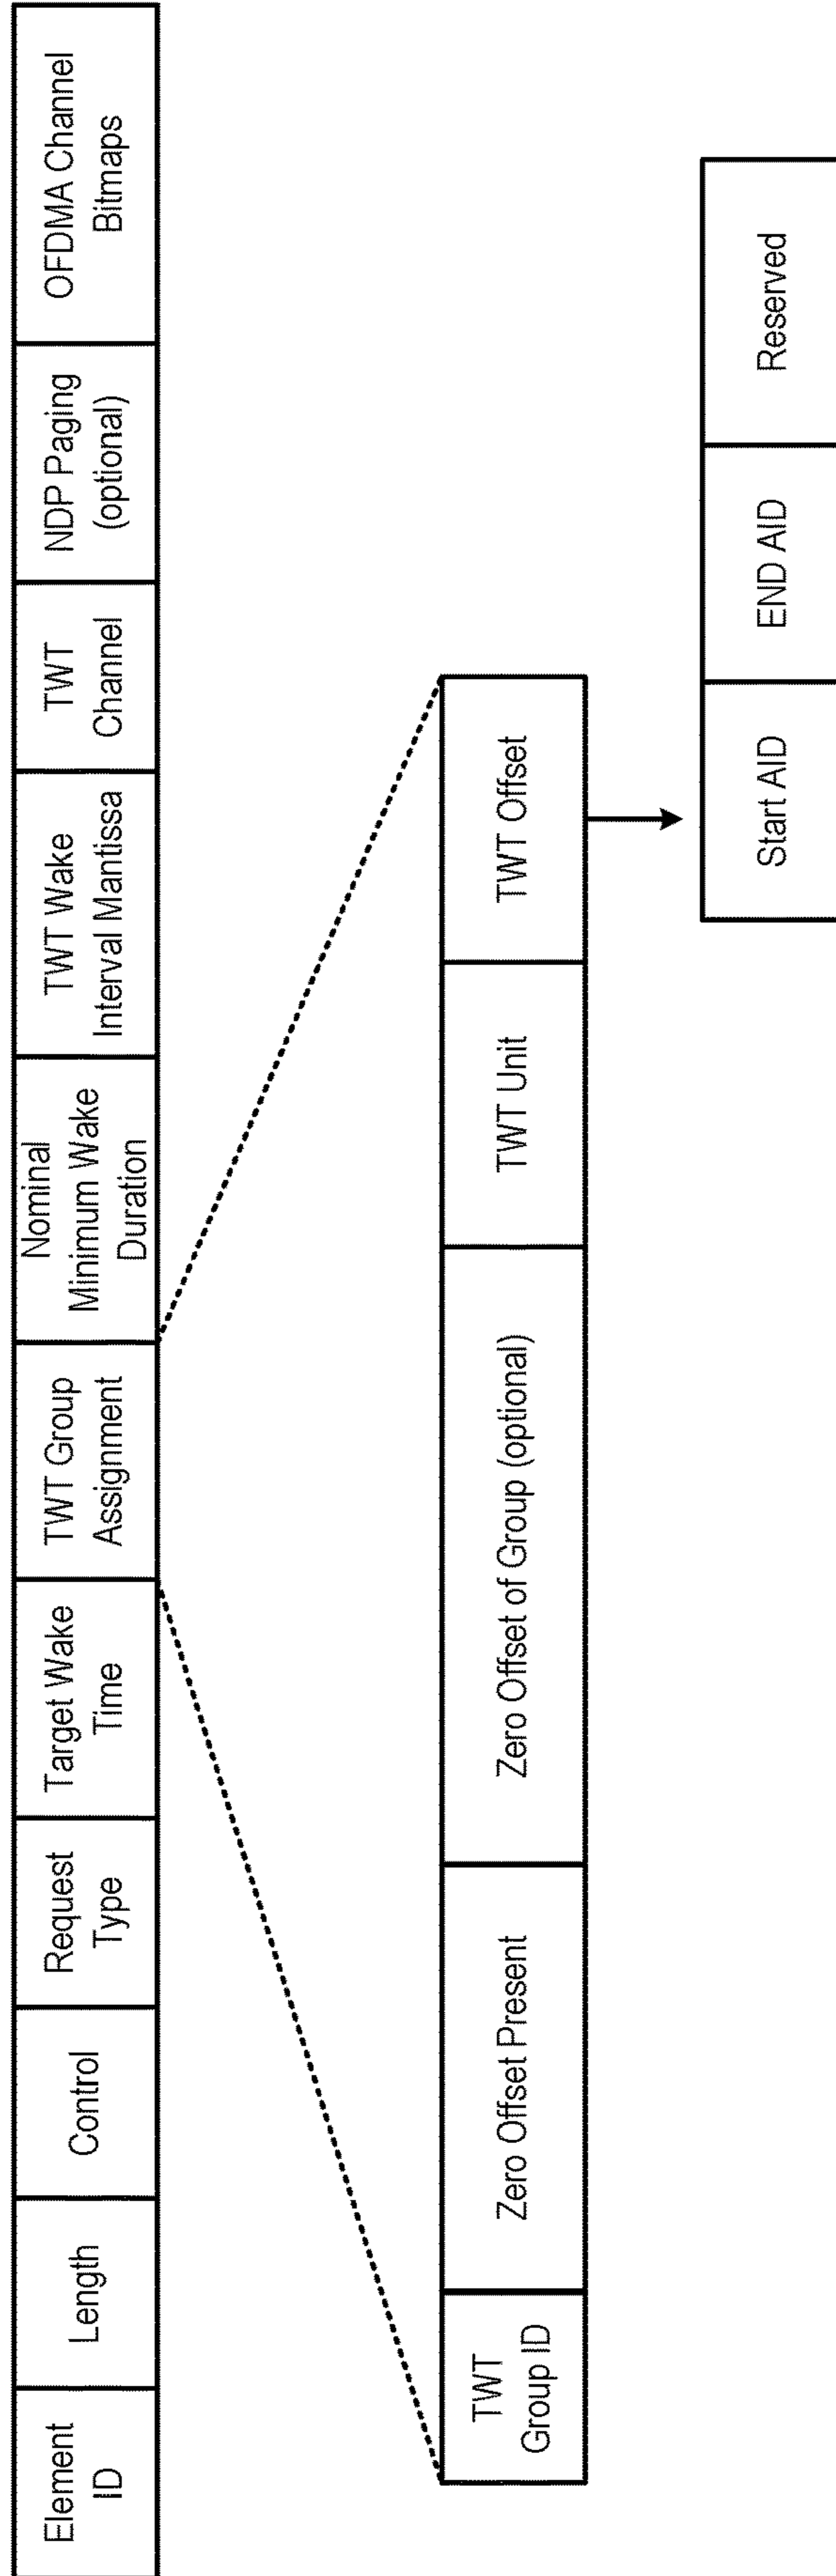 Element
ID
Length
Control
Request
Type
Target Wake
Time
TWT Group
Assignment
Nominal
Minimum Wake
Duration
TWT Wake
Interval Mantissa
TWT
Channel
NDP Paging
(optional)
OFDMA Channel
Bitmaps
TWT
Group ID
Zero Offset Present
Zero Offset of Group (optional)
TWT Unit
TWT Offset
Start AID
END AID
Reserved